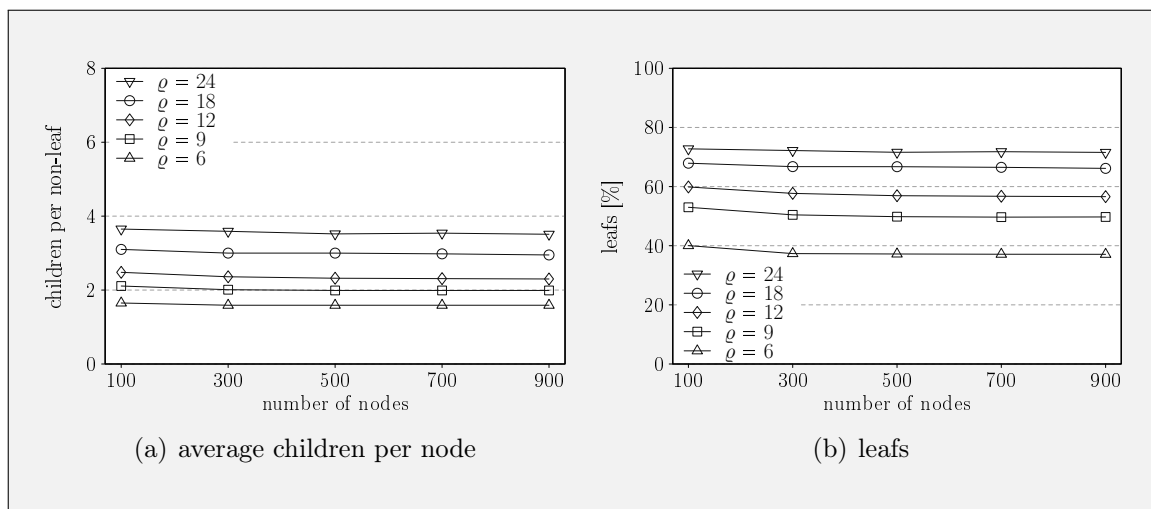 8
6
4
2
0
children per non-leaf
ϱ = 24
ϱ = 18
ϱ = 12
ϱ = 9
ϱ = 6
100 300 500 700 900
number of nodes
(a) average children per node
100
80
60
40
20
0
leafs [%]
ϱ = 24
ϱ = 18
ϱ = 12
ϱ = 9
ϱ = 6
100 300 500 700 900
number of nodes
(b) leafs